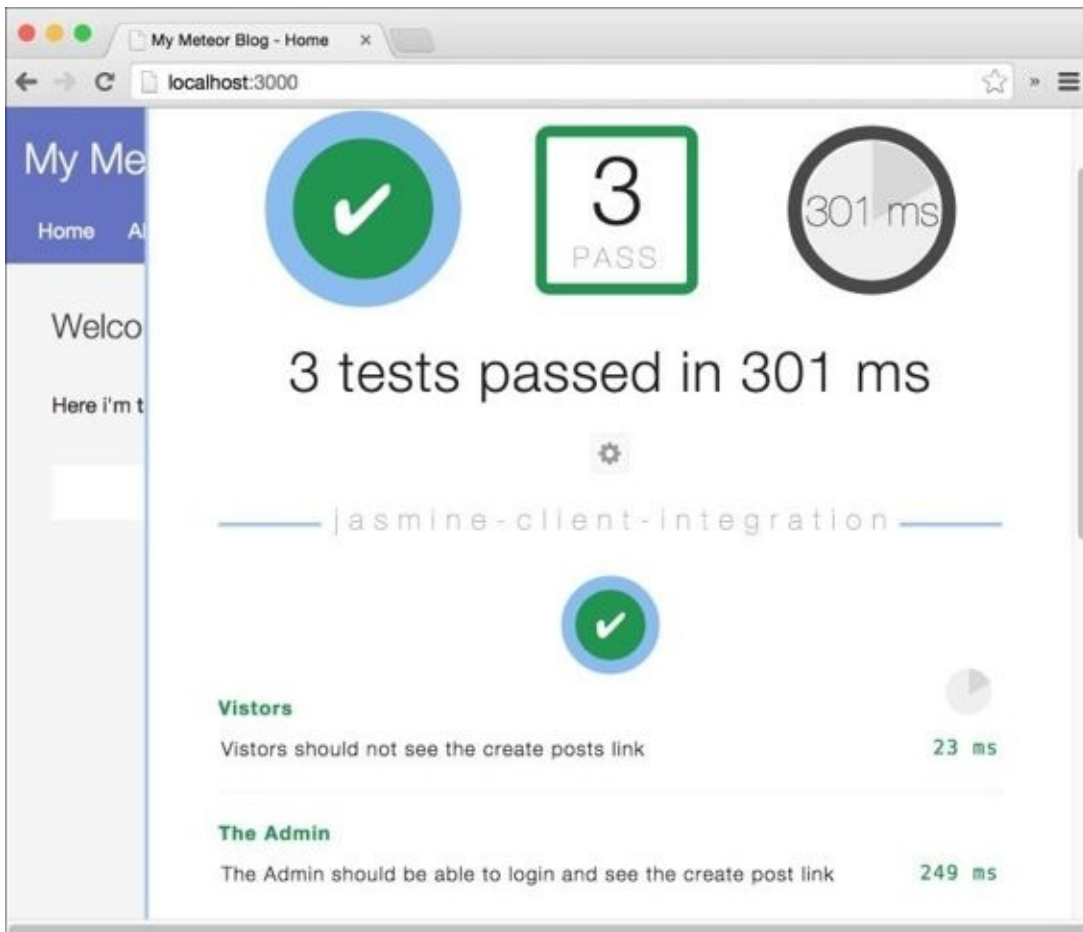 My Meteor Blog - Home
localhost:3000
My Me
Home Al
Welco
Here i'm t
✔
3
PASS
301 ms
3 tests passed in 301 ms
jasmine-client-integration
✔
Vistors
Vistors should not see the create posts link 23 ms
The Admin
The Admin should be able to login and see the create post link 249 ms